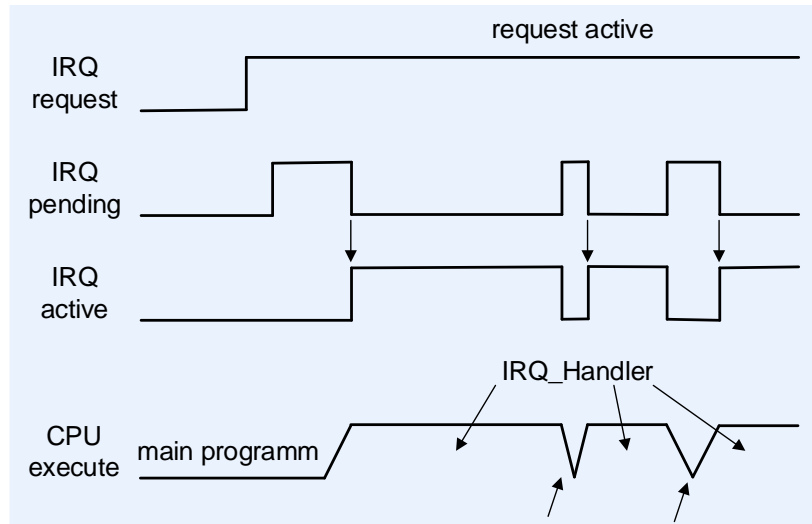 request active
IRQ
request
IRQ
pending
IRQ
active
IRQ_Handler
CPU
execute
main programm